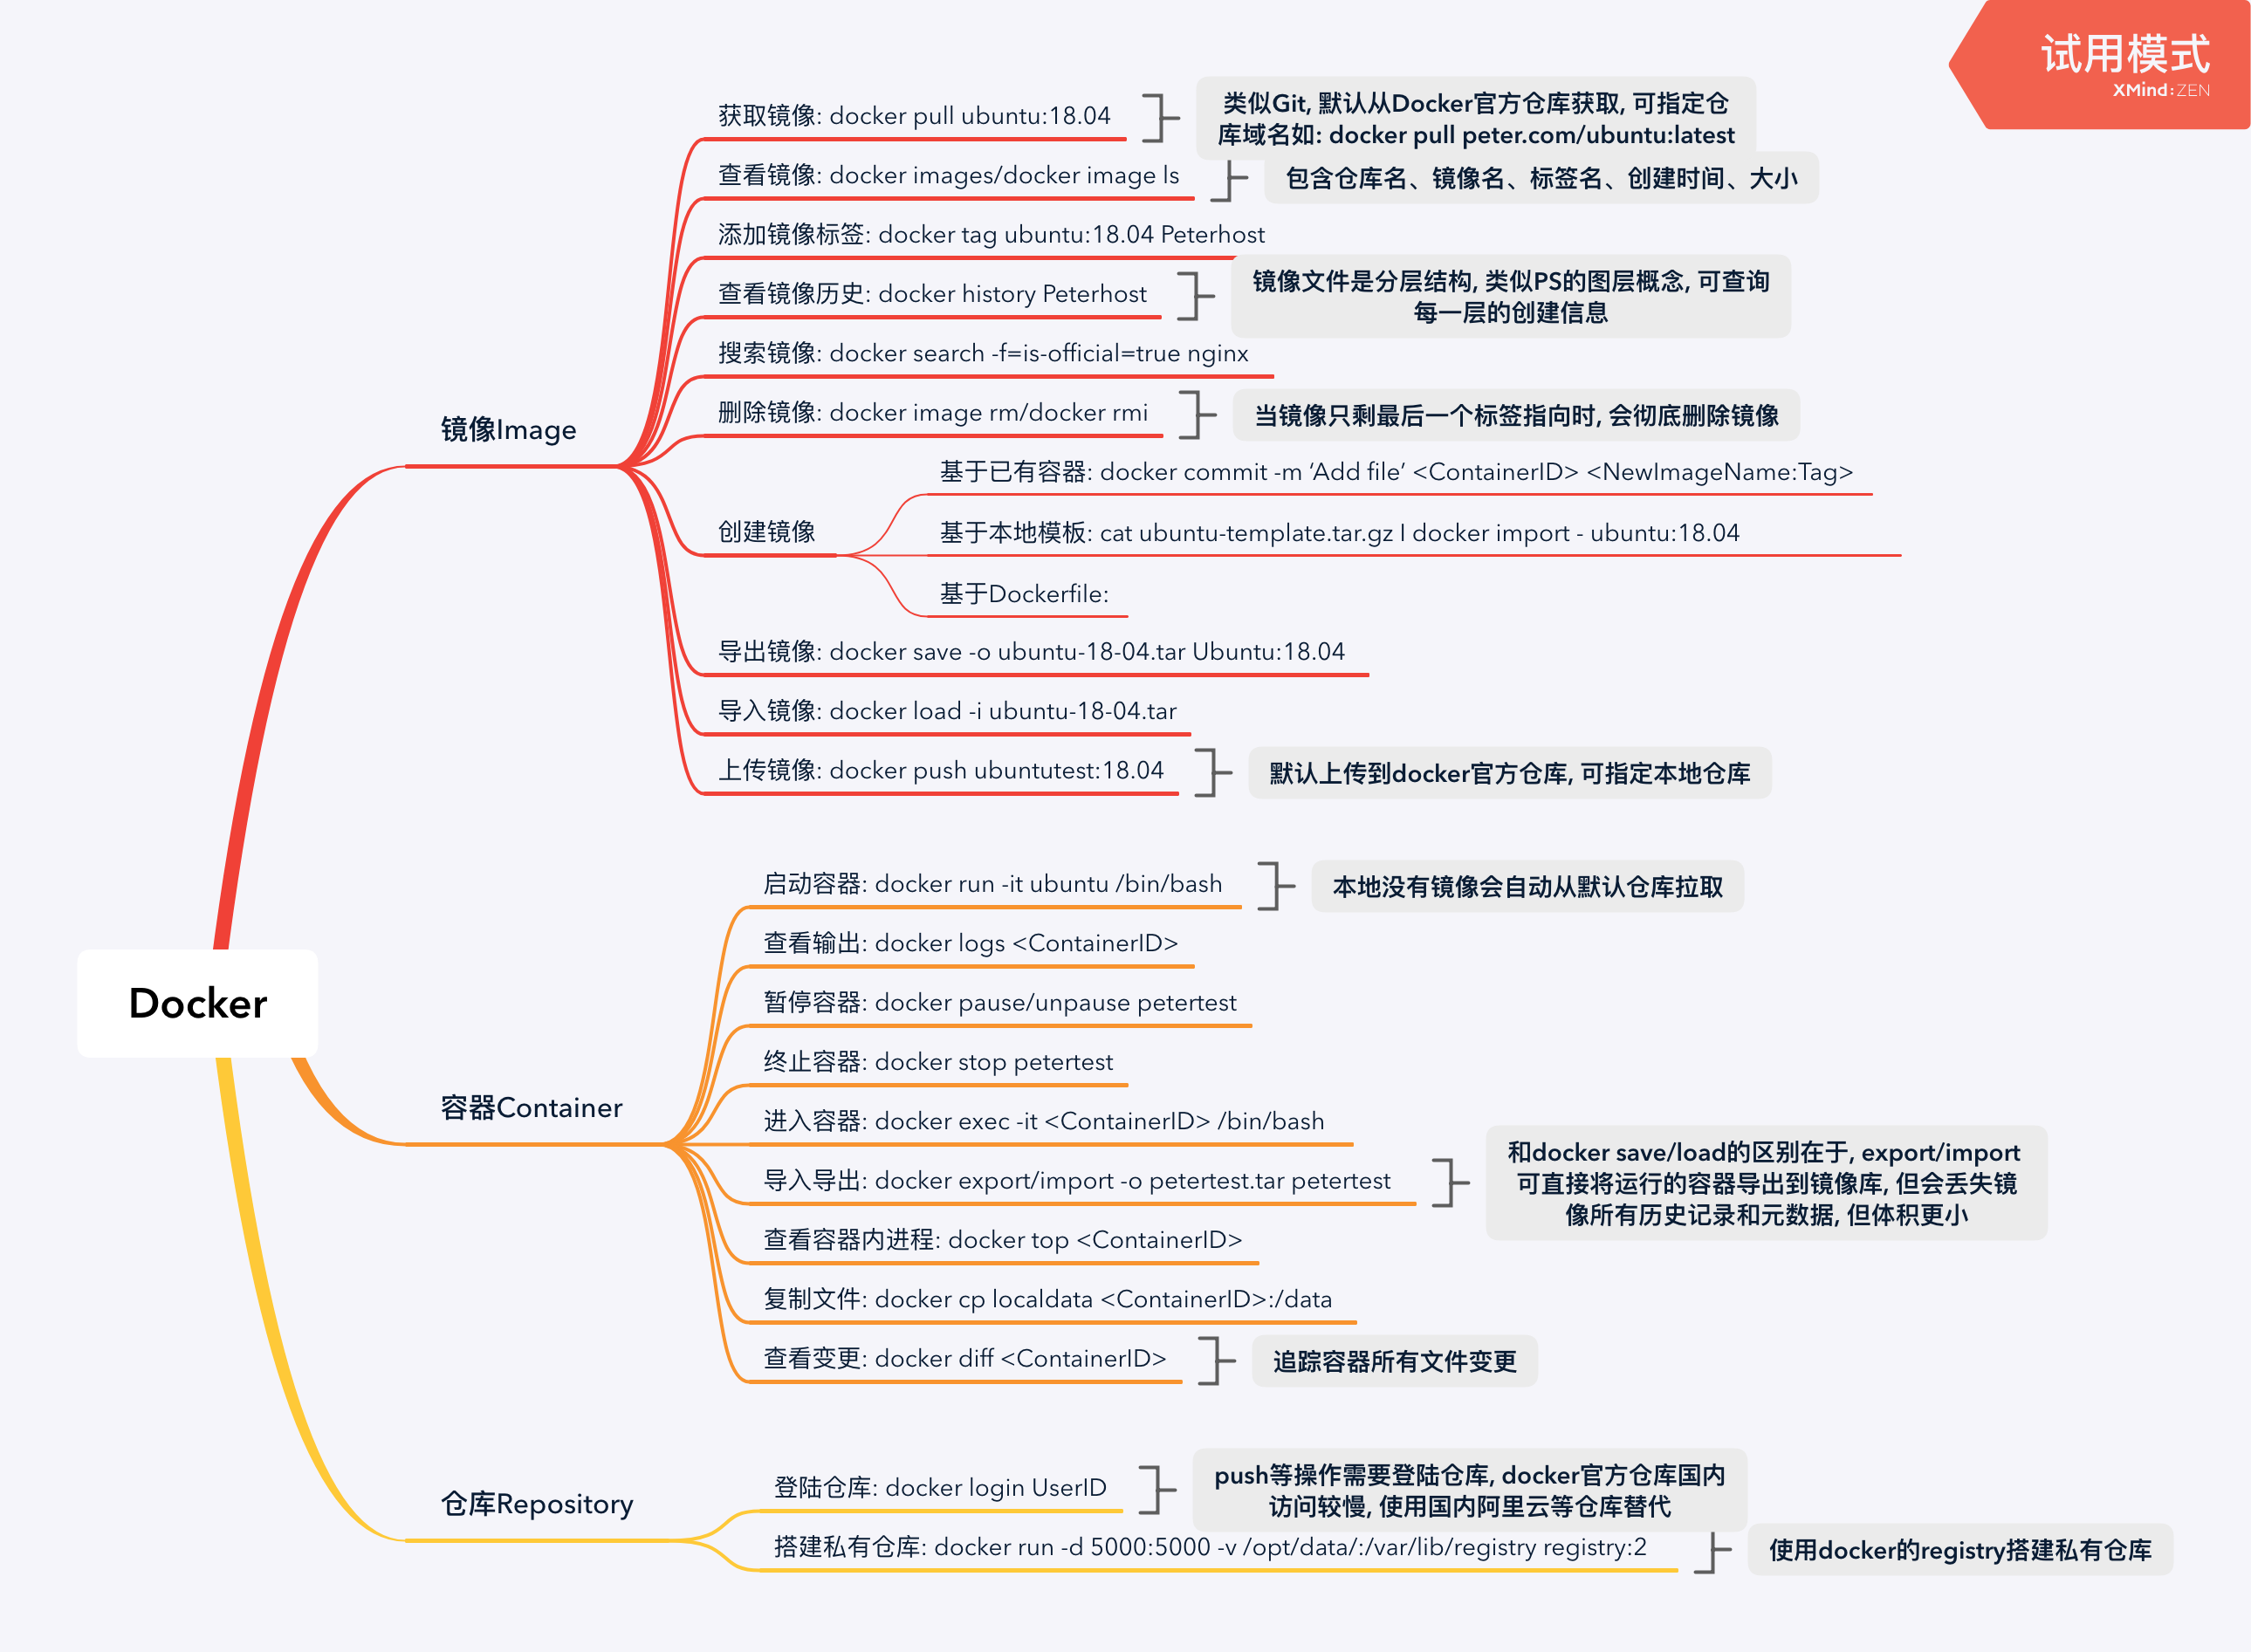 试用模式
XMind:ZEN
获取镜像: docker pull ubuntu:18.04
类似Git, 默认从Docker官方仓库获取, 可指定仓
库域名如: docker pull peter.com/ubuntu:latest
查看镜像: docker images/docker image ls
包含仓库名、镜像名、标签名、创建时间、大小
添加镜像标签: docker tag ubuntu:18.04 Peterhost
查看镜像历史: docker history Peterhost
镜像文件是分层结构, 类似PS的图层概念, 可查询
每一层的创建信息
搜索镜像: docker search -f=is-official=true nginx
删除镜像: docker image rm/docker rmi
当镜像只剩最后一个标签指向时, 会彻底删除镜像
镜像Image
创建镜像
基于已有容器: docker commit -m ‘Add file’ <ContainerID> <NewImageName:Tag>
基于本地模板: cat ubuntu-template.tar.gz I docker import - ubuntu:18.04
基于Dockerfile:
导出镜像: docker save -o ubuntu-18-04.tar Ubuntu:18.04
导入镜像: docker load -i ubuntu-18-04.tar
上传镜像: docker push ubuntutest:18.04
默认上传到docker官方仓库, 可指定本地仓库
Docker
容器Container
启动容器: docker run -it ubuntu /bin/bash
本地没有镜像会自动从默认仓库拉取
查看输出: docker logs <ContainerID>
暂停容器: docker pause/unpause petertest
终止容器: docker stop petertest
进入容器: docker exec -it <ContainerID> /bin/bash
导入导出: docker export/import -o petertest.tar petertest
和docker save/load的区别在于, export/import
可直接将运行的容器导出到镜像库, 但会丢失镜
像所有历史记录和元数据, 但体积更小
查看容器内进程: docker top <ContainerID>
复制文件: docker cp localdata <ContainerID>:/data
查看变更: docker diff <ContainerID>
追踪容器所有文件变更
仓库Repository
登陆仓库: docker login UserID
push等操作需要登陆仓库, docker官方仓库国内
访问较慢, 使用国内阿里云等仓库替代
搭建私有仓库: docker run -d 5000:5000 -v /opt/data/:/var/lib/registry registry:2
使用docker的registry搭建私有仓库